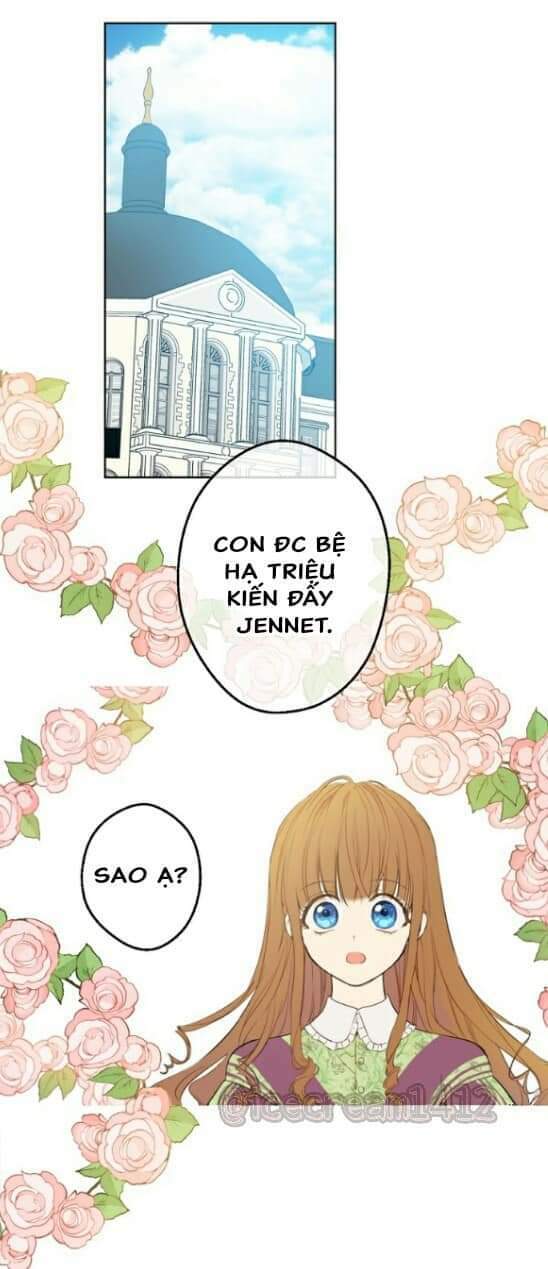 CON ĐC BỆ
HẠ TRIỆU
KIẾN ĐẤY
JENNET.
SAO Ạ?
@icecream1412